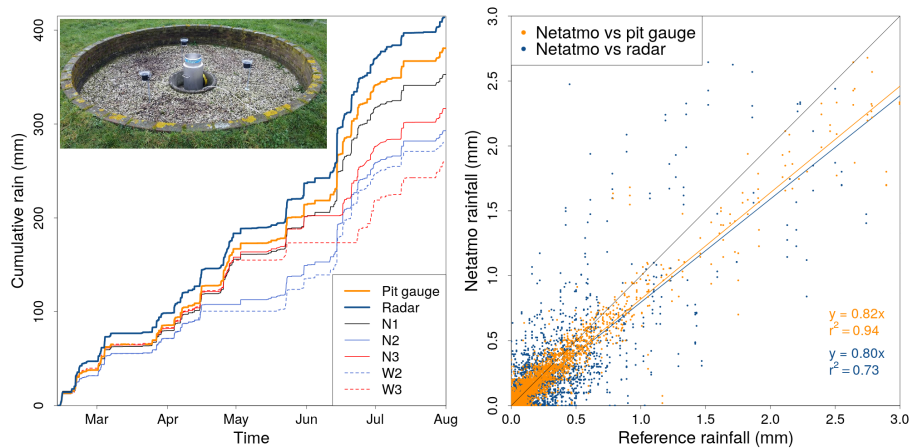 Cumulative rain (mm)
400
300
200
100
0
Mar Apr May Jun Jul Aug
Time
Pit gauge
Radar
N1
N2
N3
W2
W3
Netatmo rainfall (mm)
3.0
2.5
2.0
1.5
1.0
0.5
0.0
0.0 0.5 1.0 1.5 2.0 2.5 3.0
Reference rainfall (mm)
Netatmo vs pit gauge
Netatmo vs radar
y = 0.82x
r² = 0.94
y = 0.80x
r² = 0.73